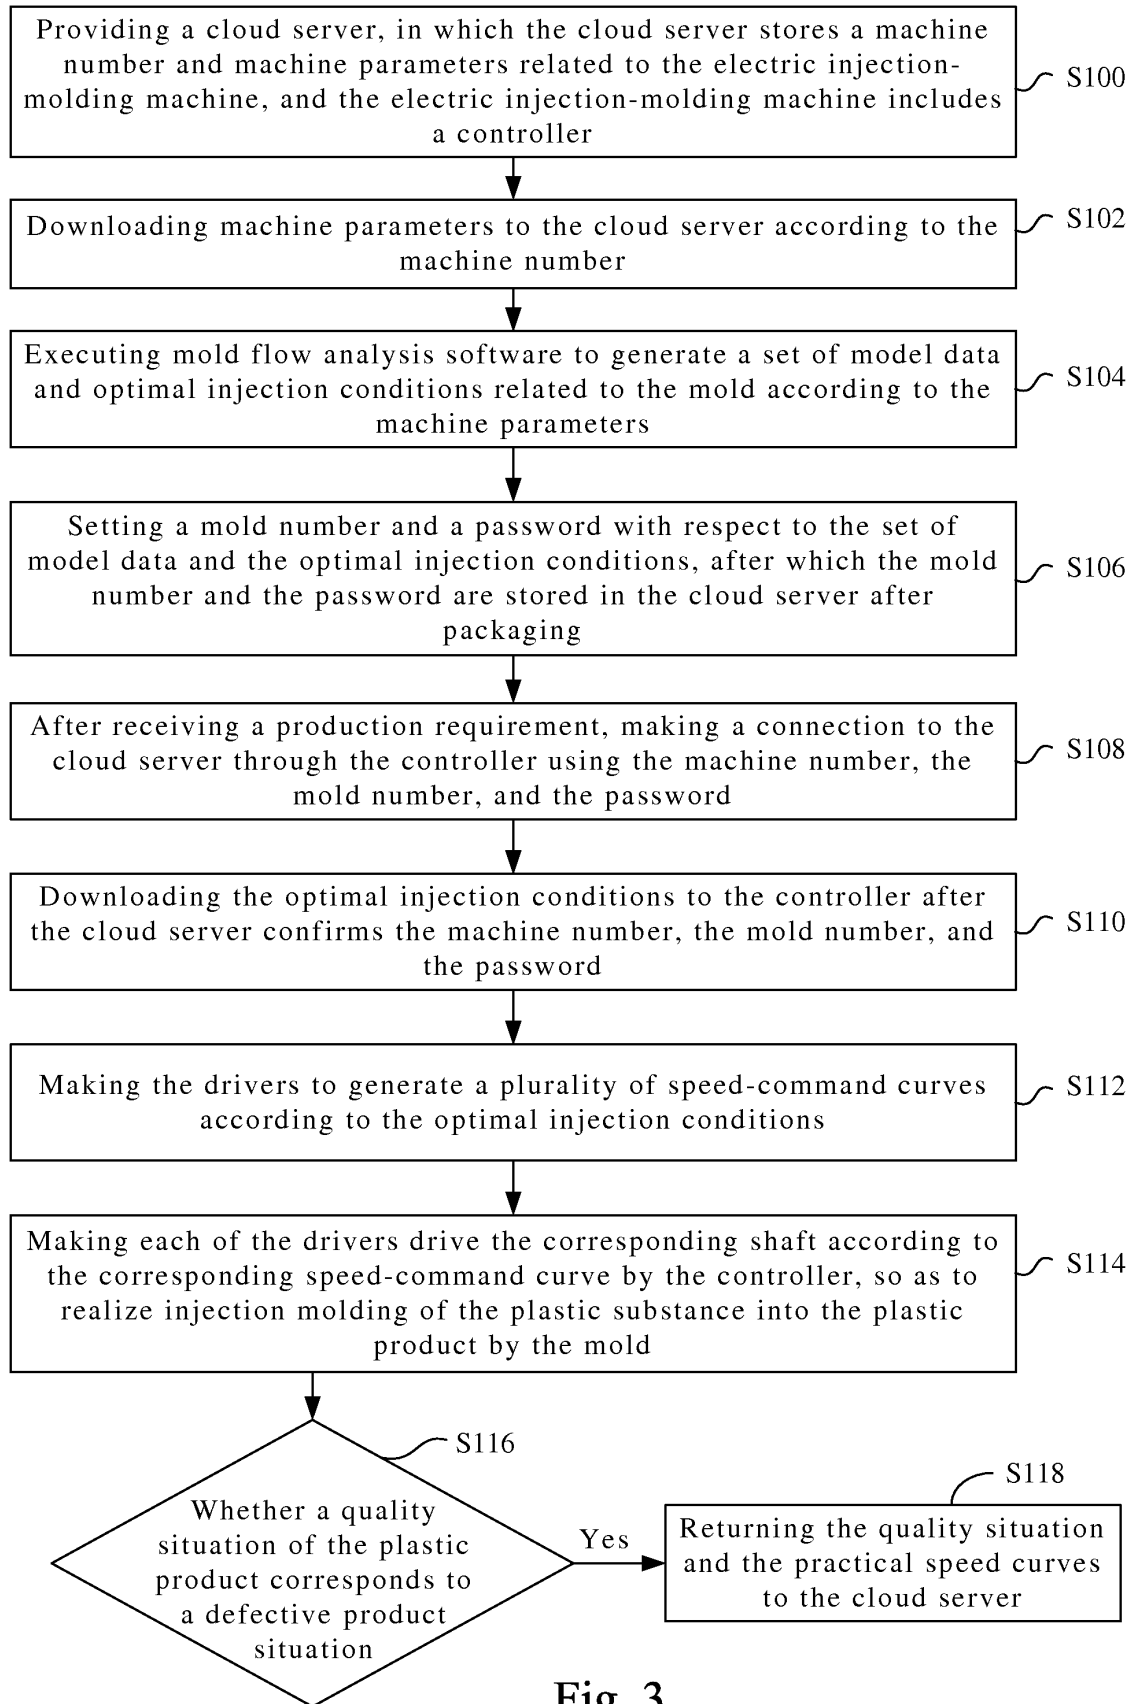 Providing a cloud server, in which the cloud server stores a machine
number and machine parameters related to the electric injection-
molding machine, and the electric injection-molding machine includes
a controller
S100
Downloading machine parameters to the cloud server according to the
machine number
S102
Executing mold flow analysis software to generate a set of model data
and optimal injection conditions related to the mold according to the
machine parameters
S104
Setting a mold number and a password with respect to the set of
model data and the optimal injection conditions, after which the mold
number and the password are stored in the cloud server after
packaging
S106
After receiving a production requirement, making a connection to the
cloud server through the controller using the machine number, the
mold number, and the password
S108
Downloading the optimal injection conditions to the controller after
the cloud server confirms the machine number, the mold number, and
the password
S110
Making the drivers to generate a plurality of speed-command curves
according to the optimal injection conditions
S112
Making each of the drivers drive the corresponding shaft according to
the corresponding speed-command curve by the controller, so as to
realize injection molding of the plastic substance into the plastic
product by the mold
S114
S116
Whether a quality
situation of the plastic
product corresponds to
a defective product
situation
Yes
S118
Returning the quality situation
and the practical speed curves
to the cloud server
Fig. 3